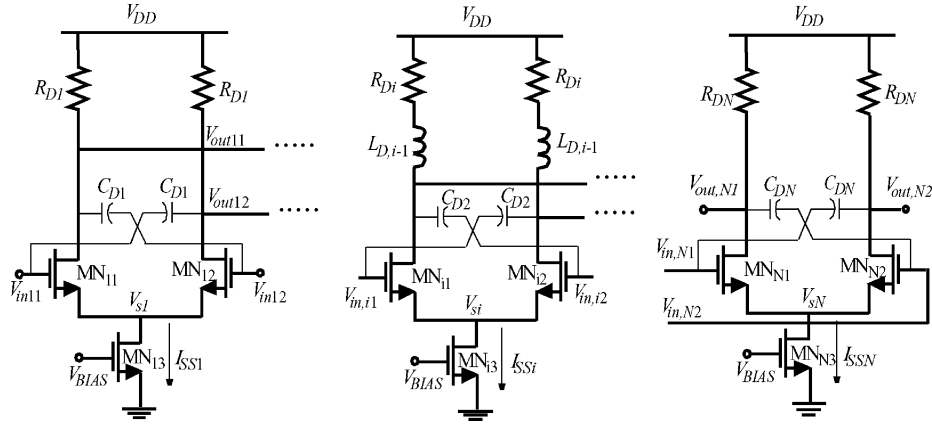 V_DD
R_D1
R_D1
V_out11
.....
C_D1
C_D1
V_out12
.....
MN_11
MN_12
V_in11
V_in12
V_s1
MN_13
I_SS1
V_BIAS
V_DD
R_Di
R_Di
L_D,i-1
L_D,i-1
.....
C_D2
C_D2
.....
MN_i1
MN_i2
V_in,i1
V_in,i2
V_si
MN_i3
I_SSi
V_BIAS
V_DD
R_DN
R_DN
V_out,N1
C_DN
C_DN
V_out,N2
V_in,N1
MN_N1
MN_N2
V_in,N2
V_sN
MN_N3
I_SSN
V_BIAS